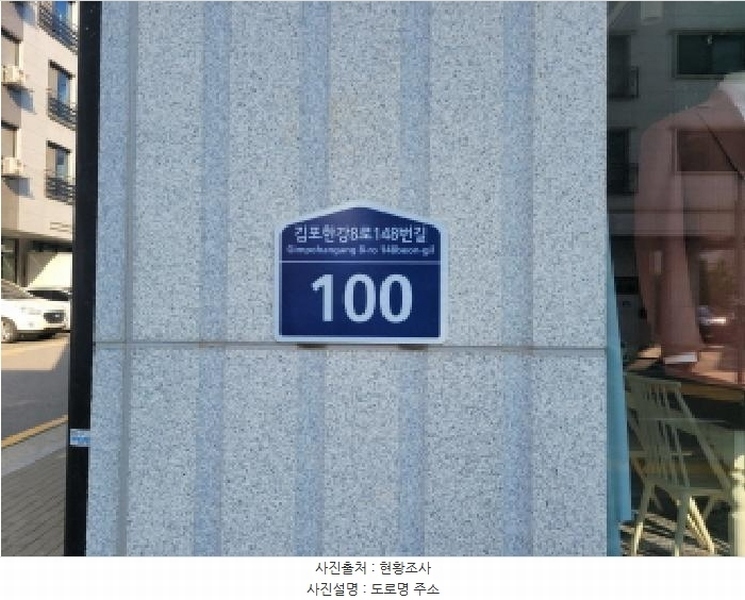 김포한강8로148번길
Gimpohangang 8-ro 148beon-gil
100
사진출처 : 현황조사
사진설명 : 도로명 주소